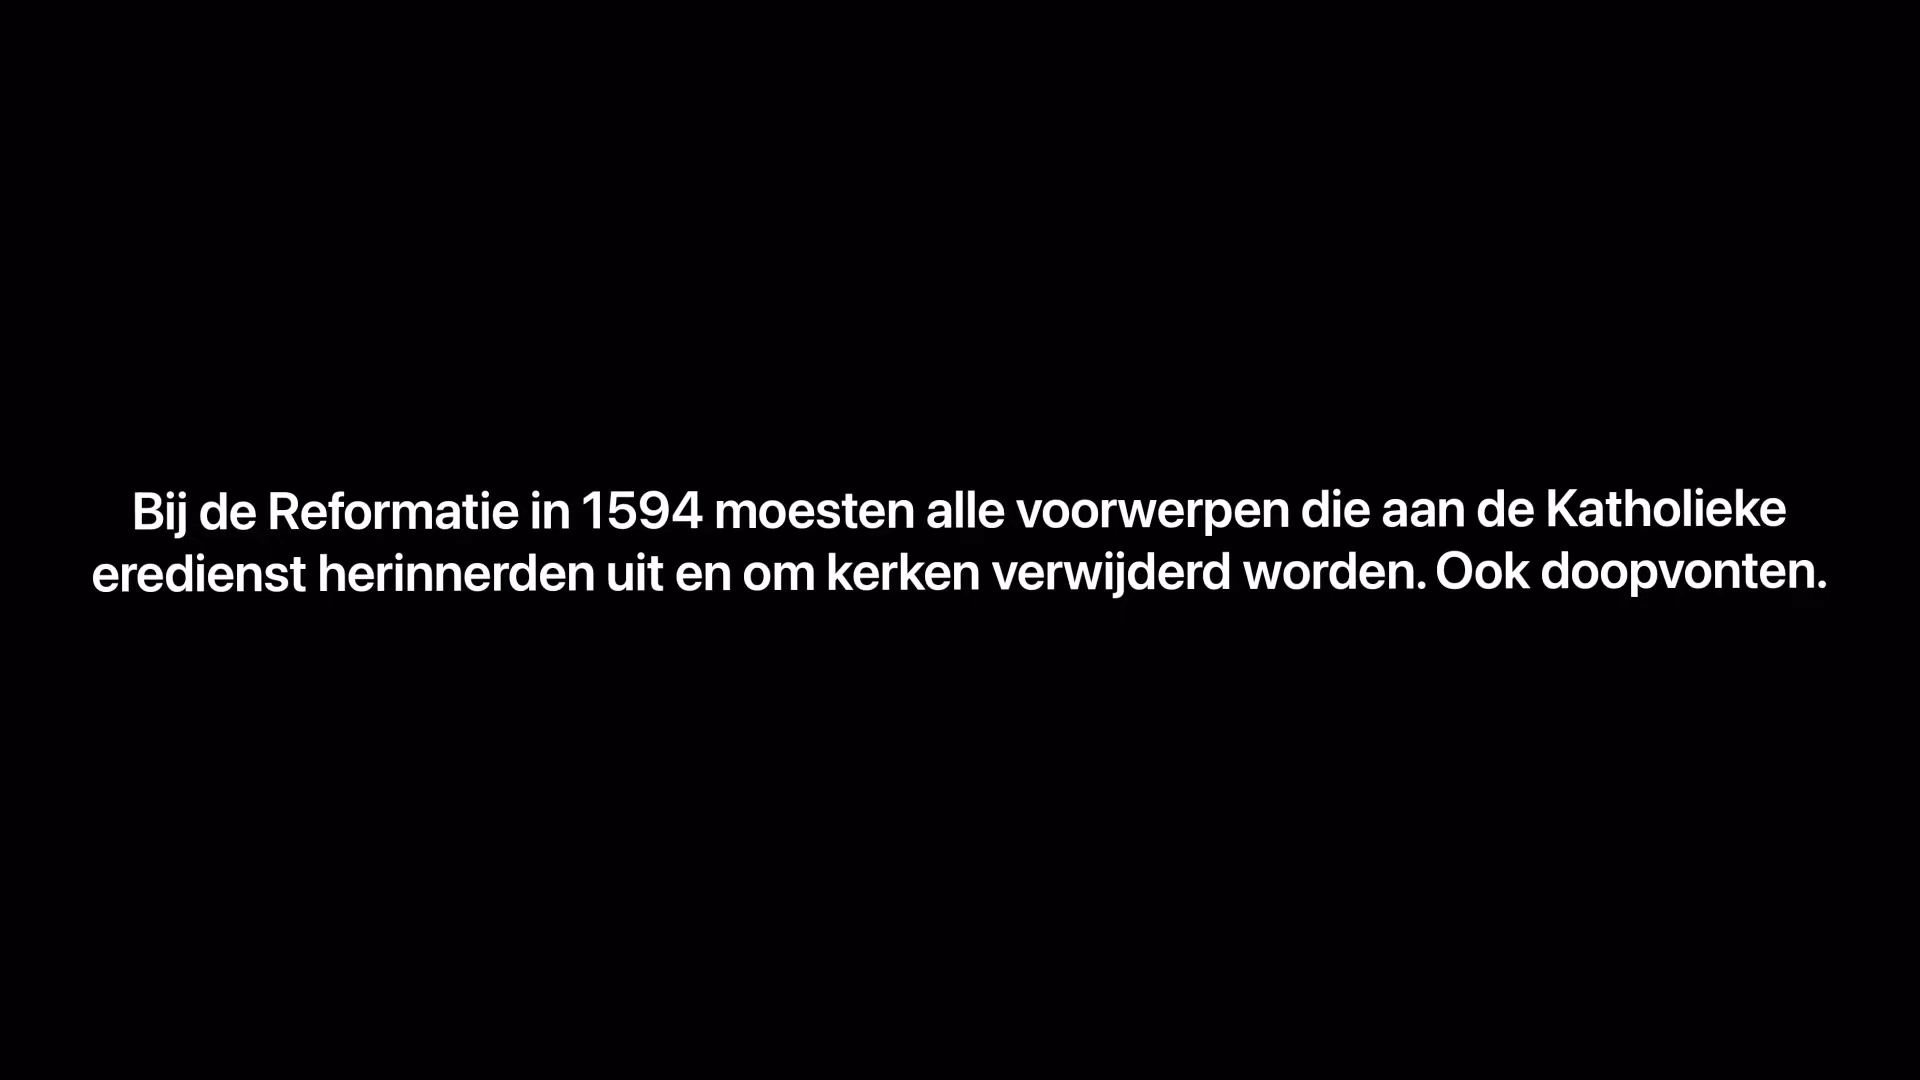 Bij de Reformatie in 1594 moesten alle voorwerpen die aan de Katholieke
eredienst herinnerden uit en om kerken verwijderd worden. Ook doopvonten.